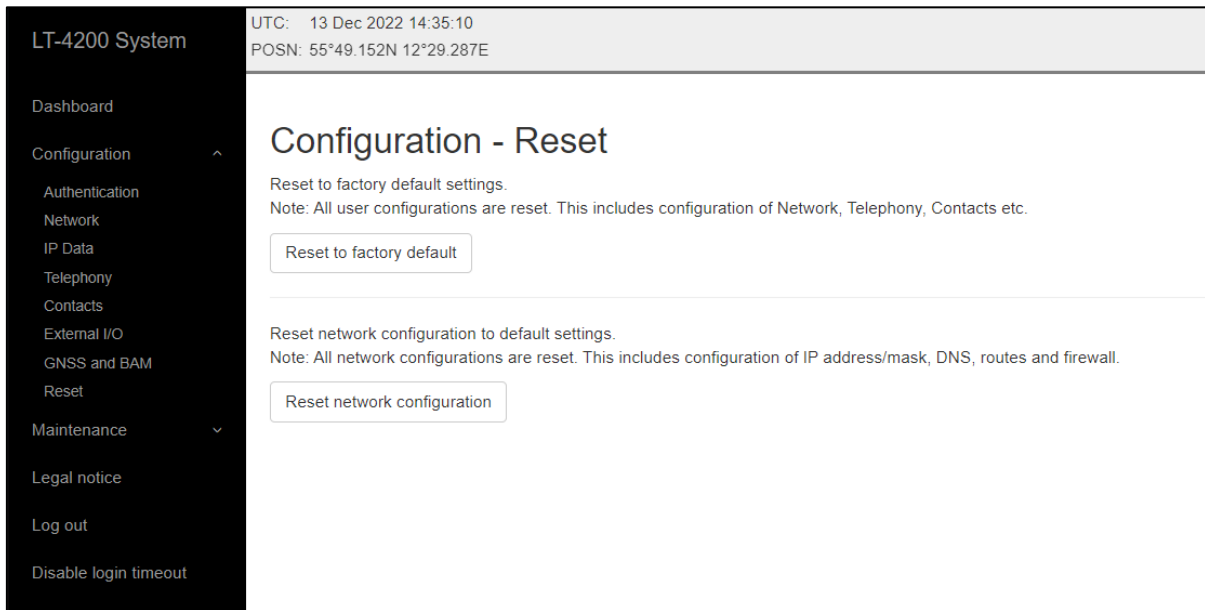 LT-4200 System
UTC: 13 Dec 2022 14:35:10
POSN: 55°49.152N 12°29.287E
Dashboard
Configuration
Authentication
Network
IP Data
Telephony
Contacts
External I/O
GNSS and BAM
Reset
Maintenance
Legal notice
Log out
Disable login timeout
Configuration - Reset
Reset to factory default settings.
Note: All user configurations are reset. This includes configuration of Network, Telephony, Contacts etc.
Reset to factory default
Reset network configuration to default settings.
Note: All network configurations are reset. This includes configuration of IP address/mask, DNS, routes and firewall.
Reset network configuration